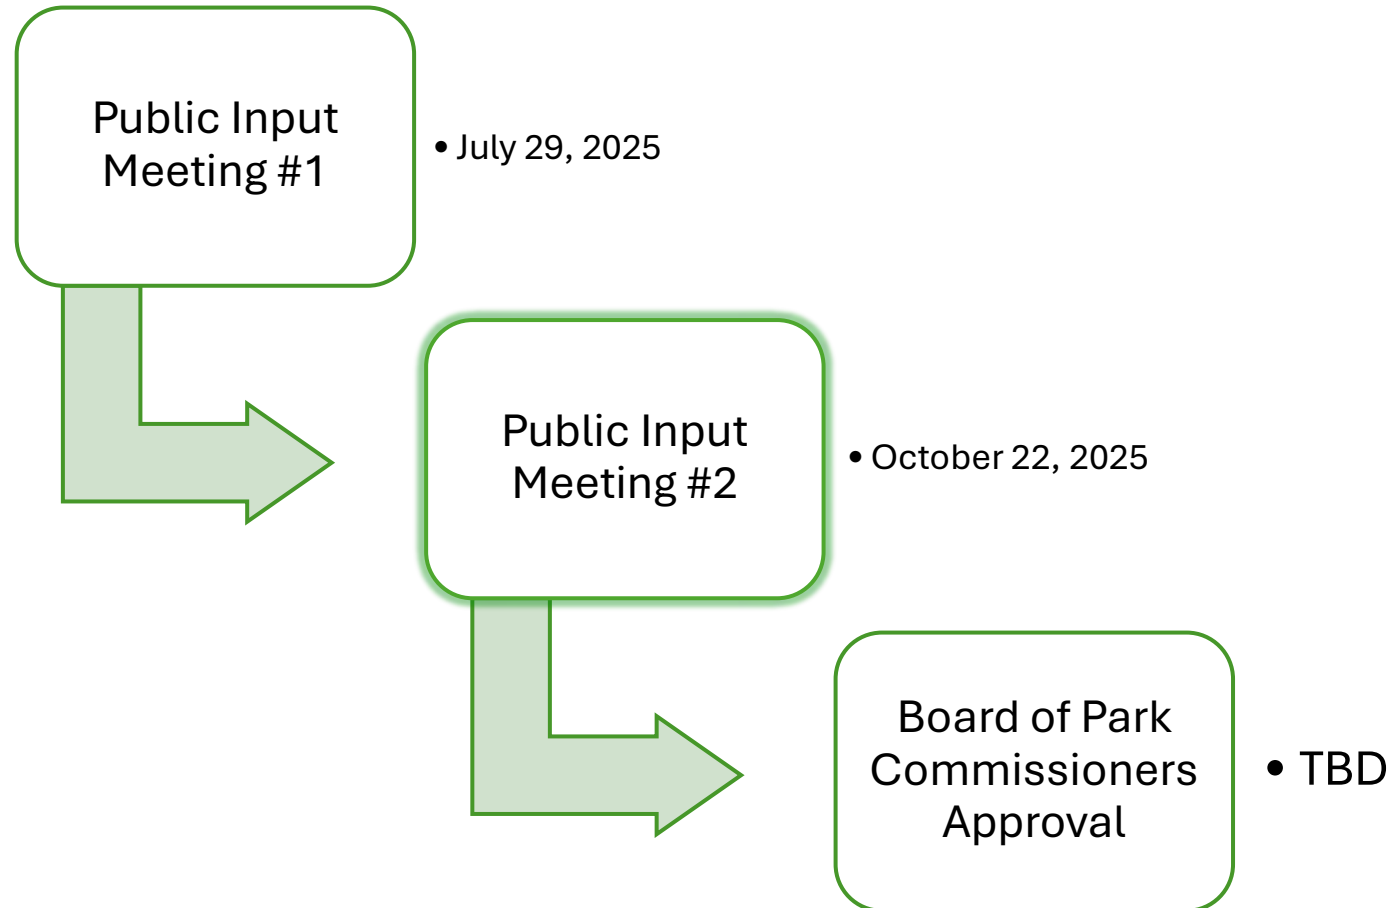 Public Input
Meeting #1
• July 29, 2025
Public Input
Meeting #2
• October 22, 2025
Board of Park
Commissioners
Approval
• TBD